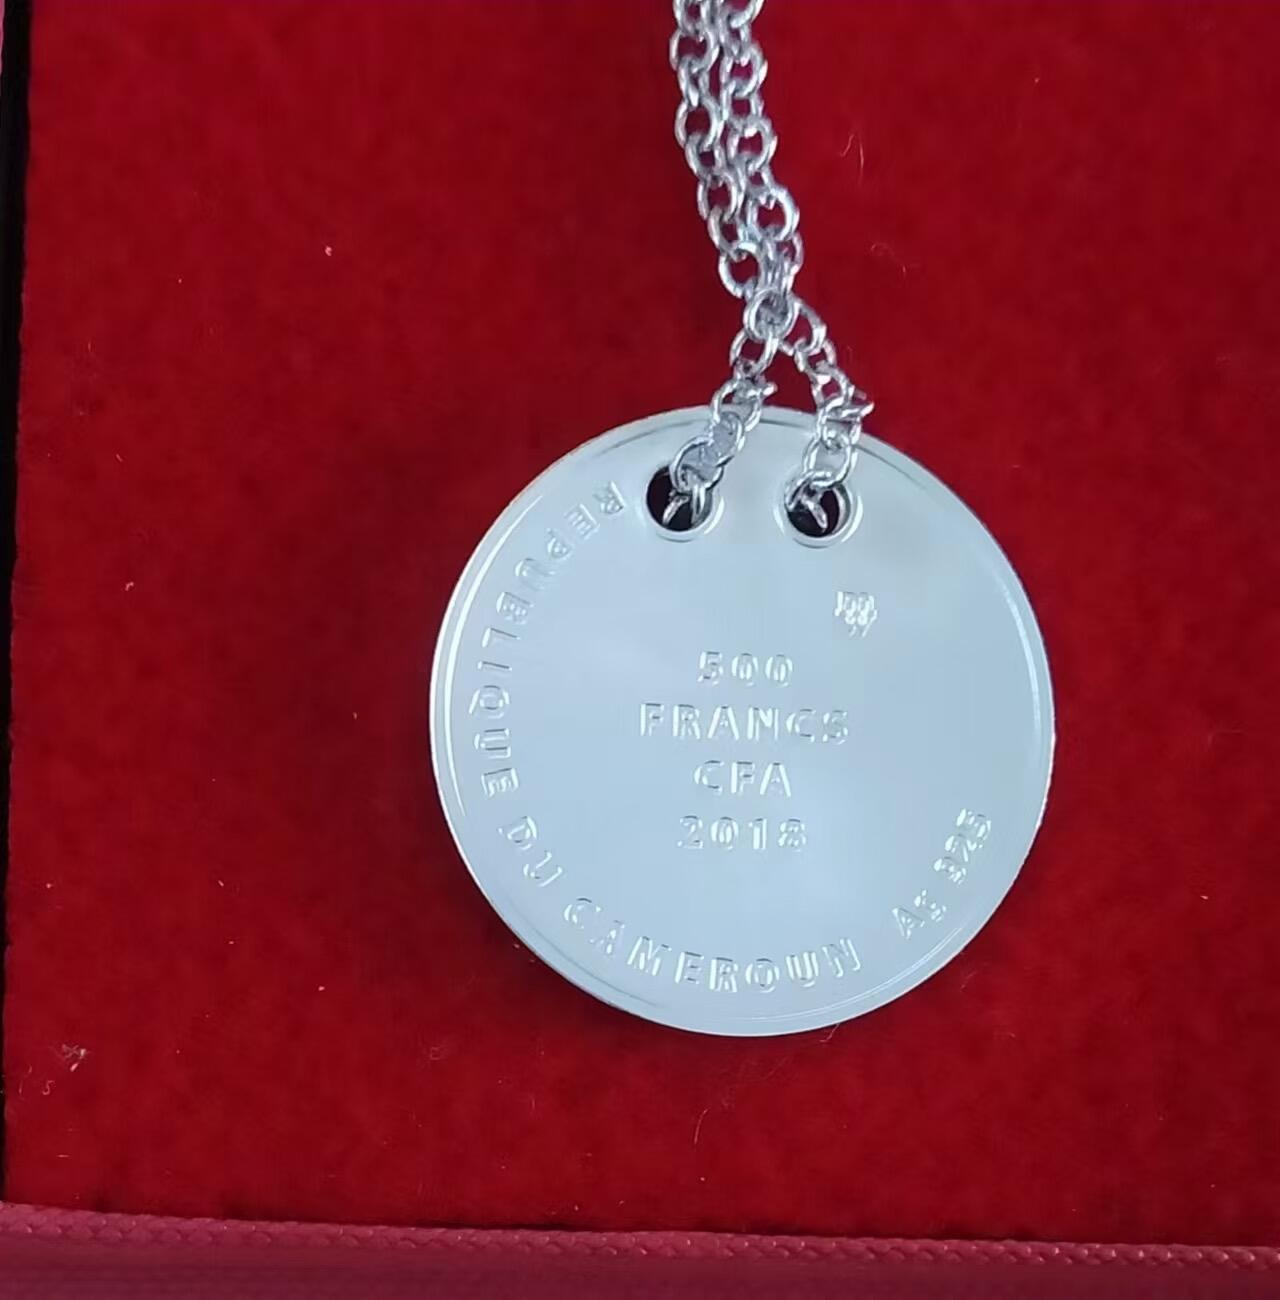 500
FRANCS
CFA
2018
REPUBLIQUE DU CAMEROUN
Ag 925